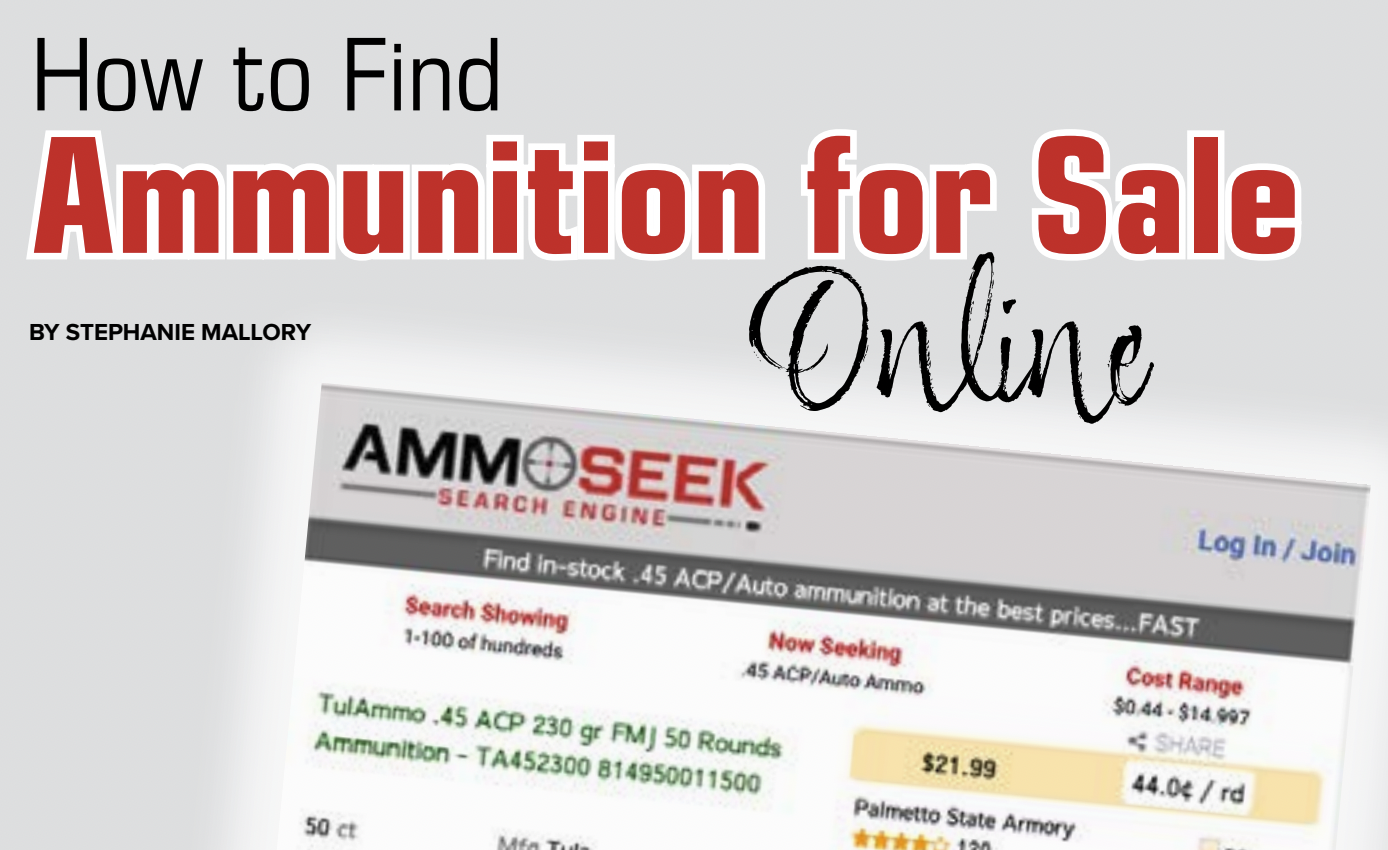 How to Find
Ammunition for Sale
Online
BY STEPHANIE MALLORY
AMMOSEEK
SEARCH ENGINE
Log In / Join
Find in-stock .45 ACP/Auto ammunition at the best prices...FAST
Search Showing
1-100 of hundreds
Now Seeking
.45 ACP/Auto Ammo
Cost Range
$0.44 - $14.997
SHARE
TulAmmo .45 ACP 230 gr FMJ 50 Rounds
Ammunition - TA452300 814950011500
$21.99
44.0¢ / rd
Palmetto State Armory
50 ct
Mfg Tula